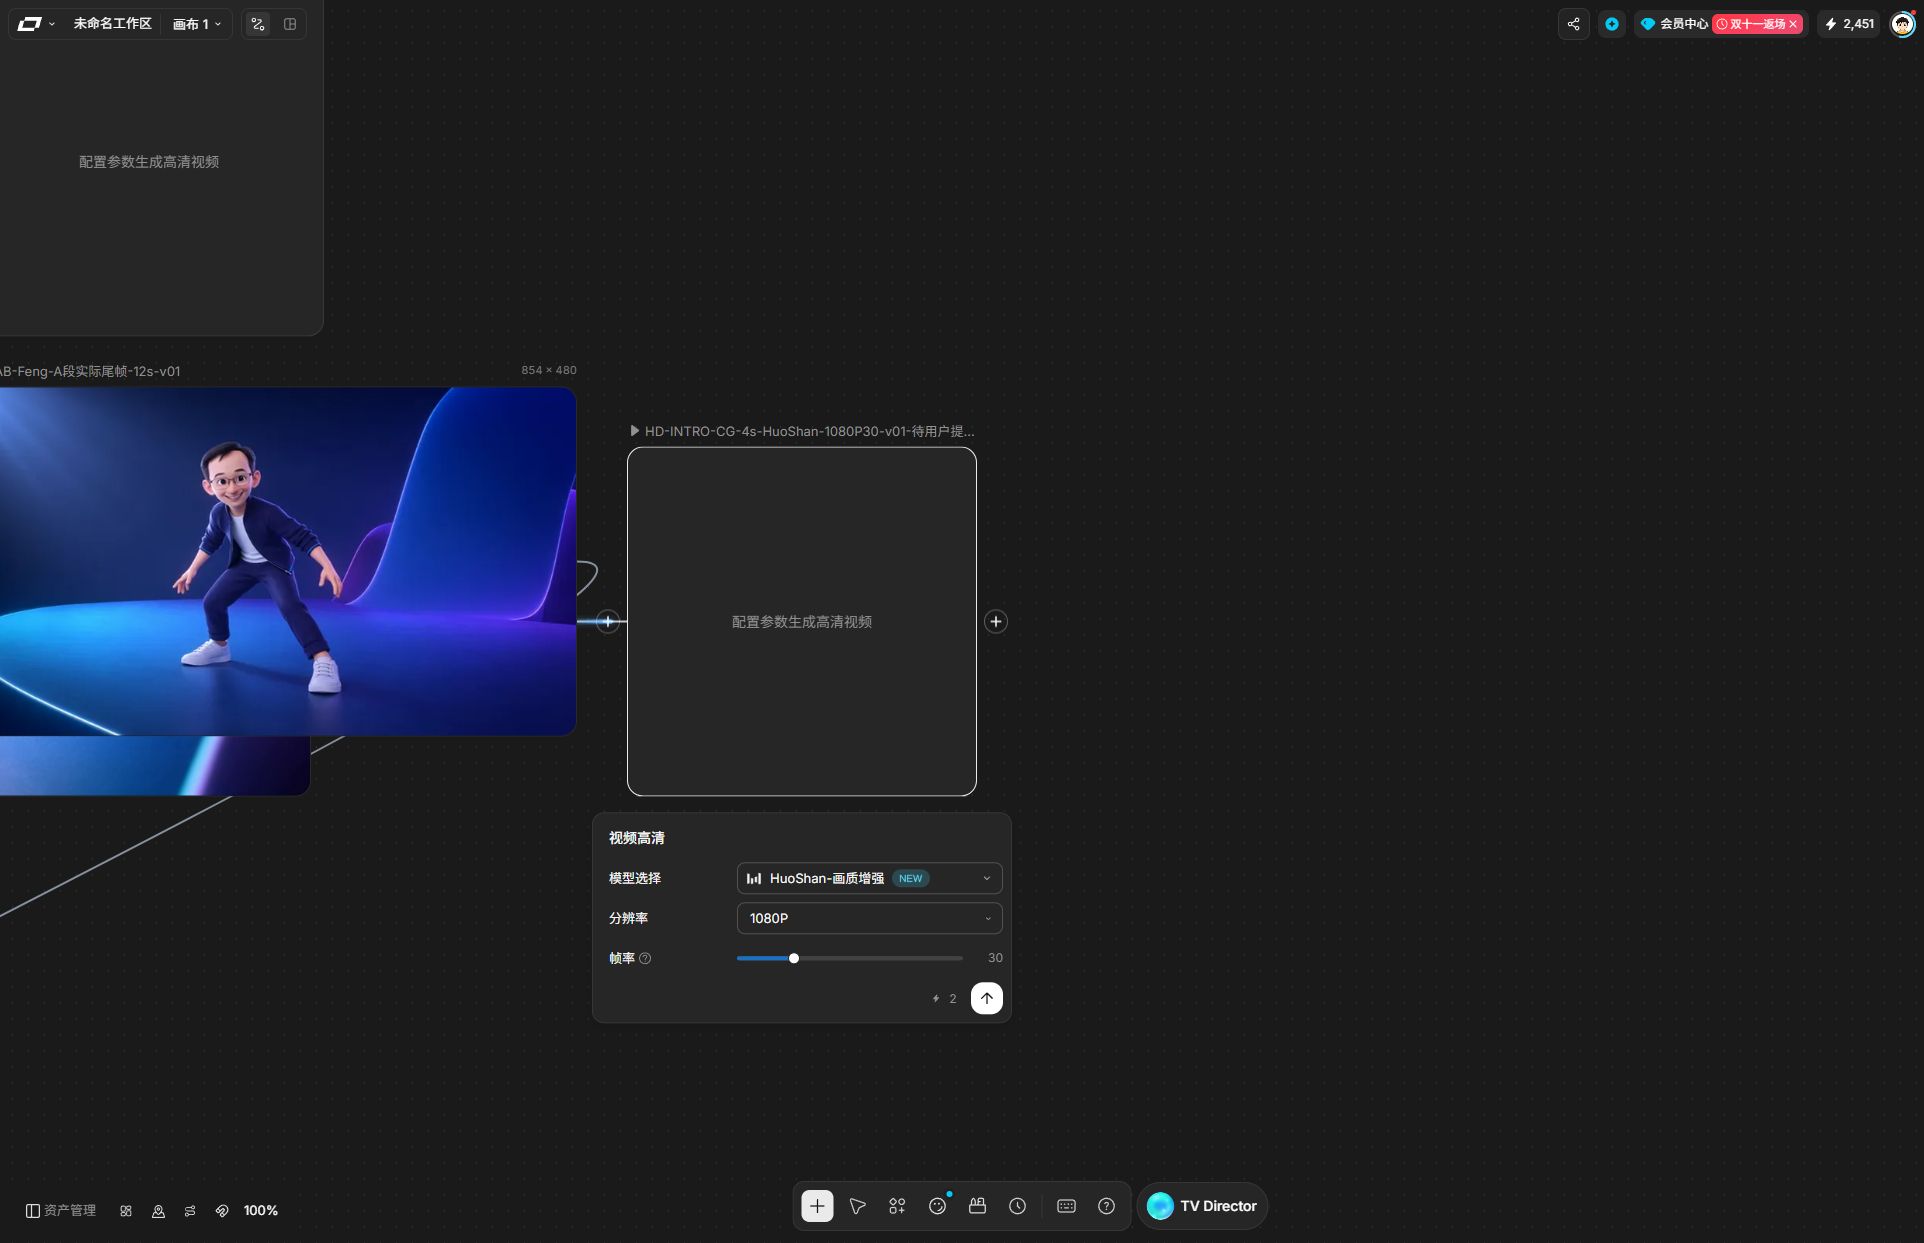 未命名工作区
画布 1
会员中心
双十一返场
2,451
配置参数生成高清视频
AB-Feng-A段实际尾帧-12s-v01
854 × 480
HD-INTRO-CG-4s-HuoShan-1080P30-v01-待用户提...
配置参数生成高清视频
视频高清
模型选择
HuoShan-画质增强
NEW
分辨率
1080P
帧率
30
2
资产管理
100%
TV Director